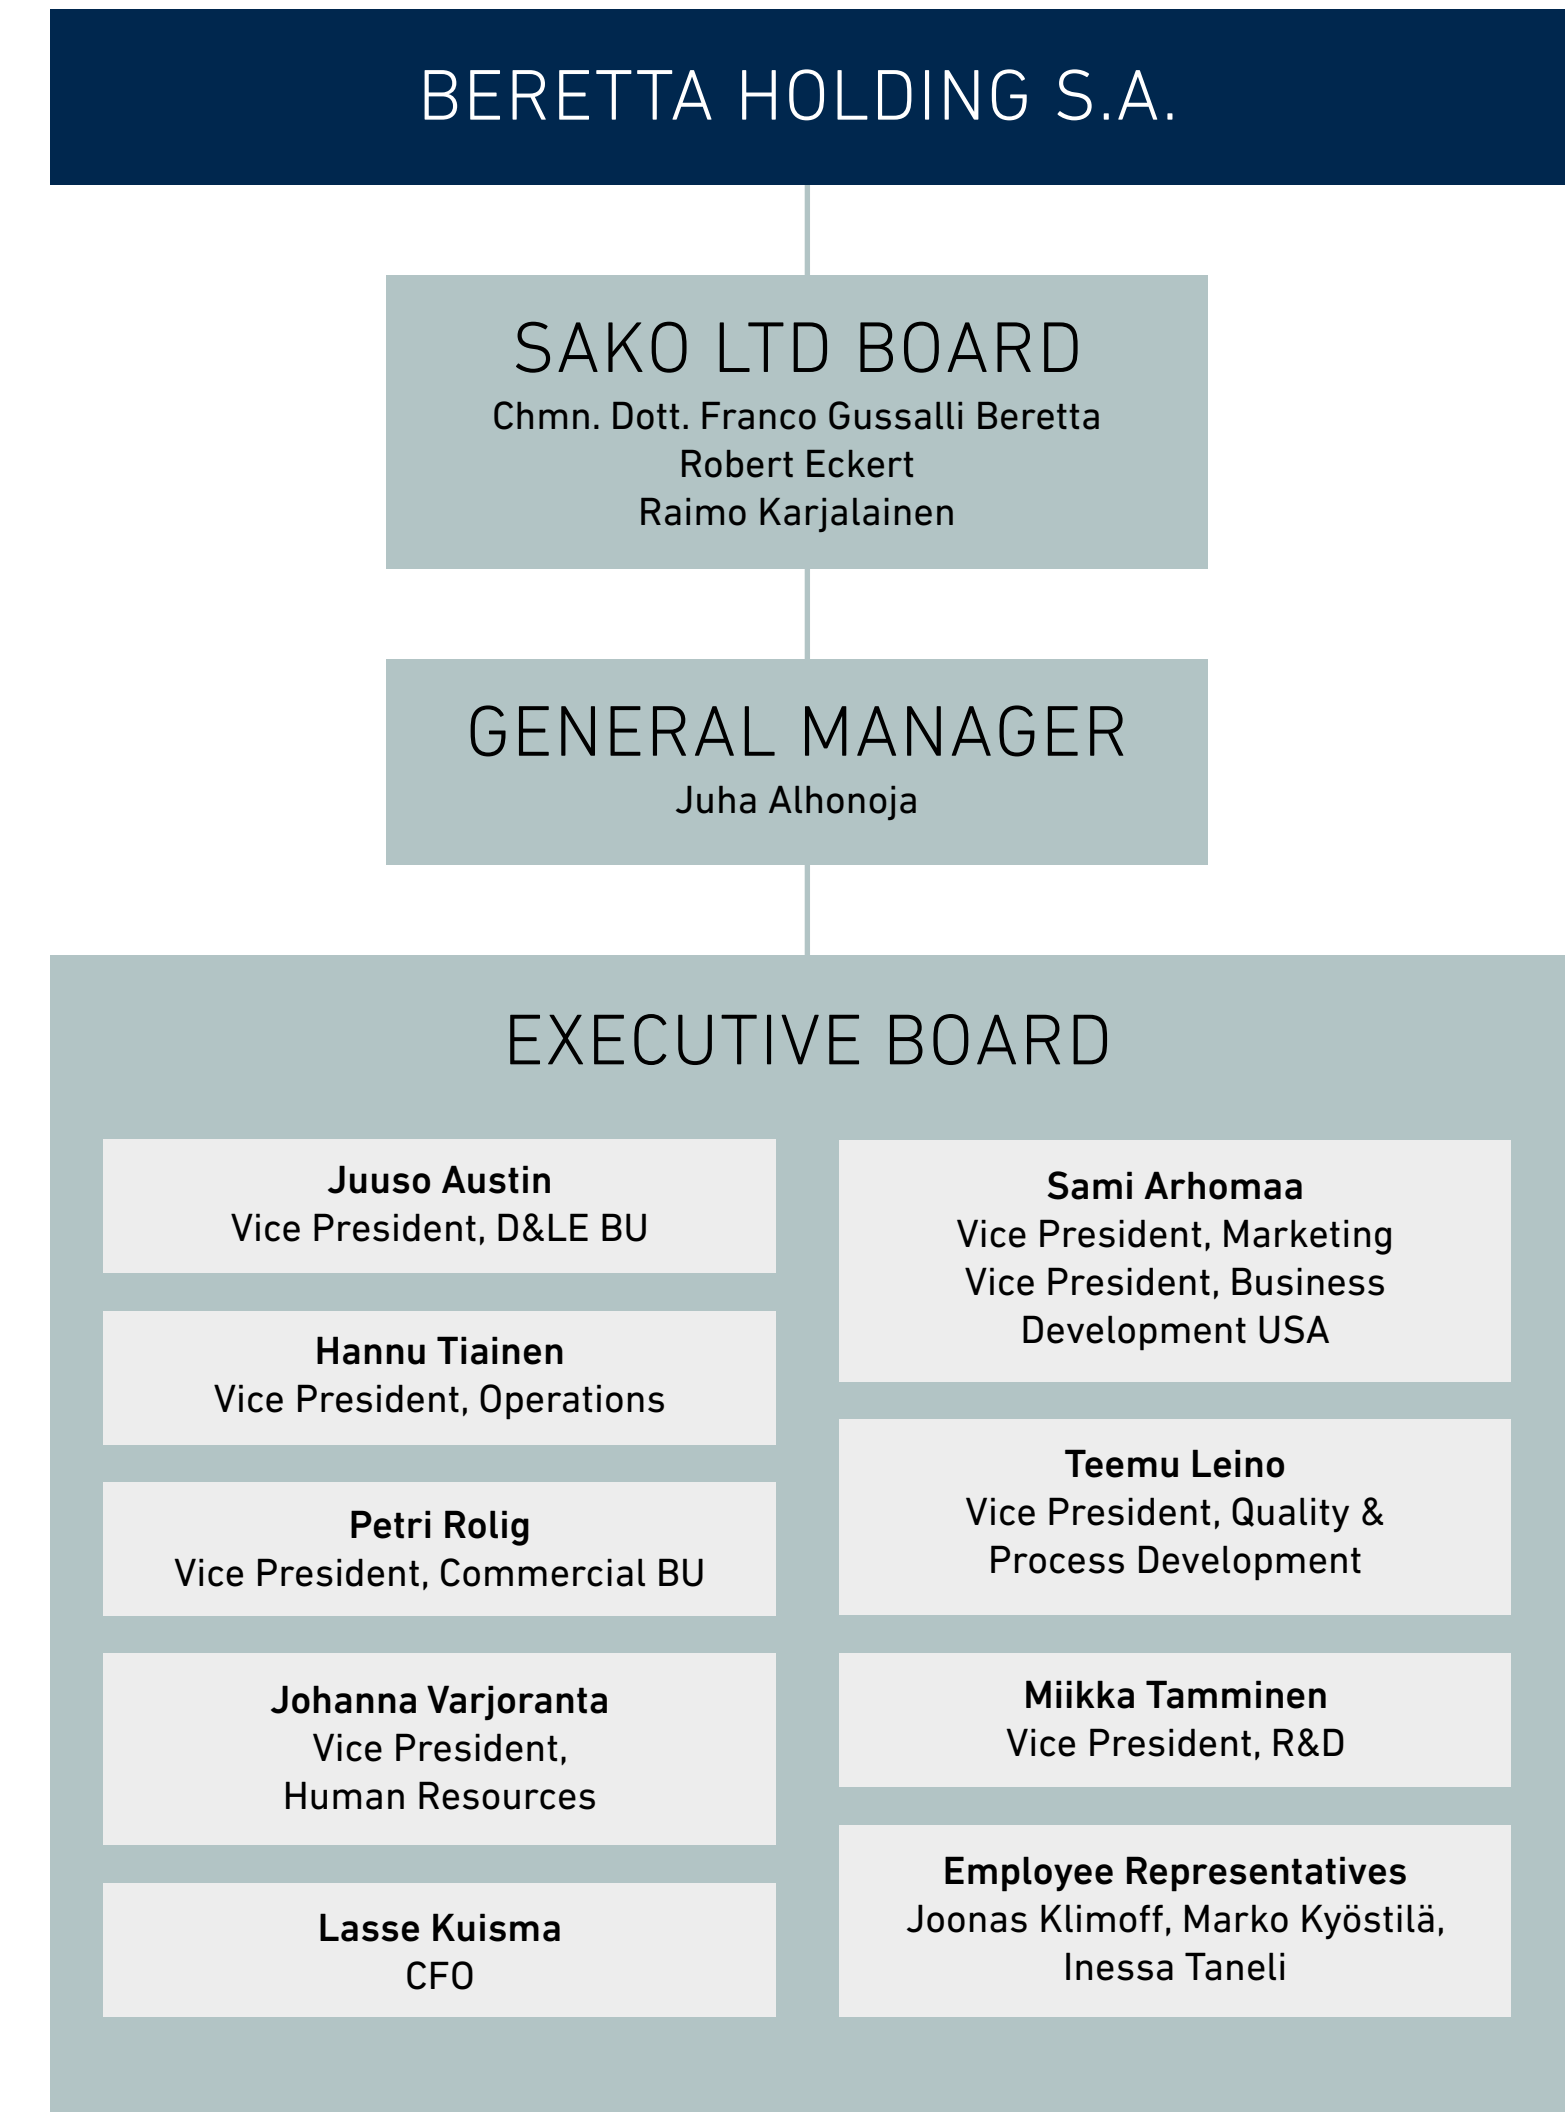 BERETTA HOLDING S.A.
SAKO LTD BOARD
Chmn. Dott. Franco Gussalli Beretta
Robert Eckert
Raimo Karjalainen
GENERAL MANAGER
Juha Alhonoja
EXECUTIVE BOARD
Juuso Austin
Vice President, D&LE BU
Hannu Tiainen
Vice President, Operations
Petri Rolig
Vice President, Commercial BU
Johanna Varjoranta
Vice President,
Human Resources
Lasse Kuisma
CFO
Sami Arhomaa
Vice President, Marketing
Vice President, Business
Development USA
Teemu Leino
Vice President, Quality &
Process Development
Miikka Tamminen
Vice President, R&D
Employee Representatives
Joonas Klimoff, Marko Kyöstilä,
Inessa Taneli